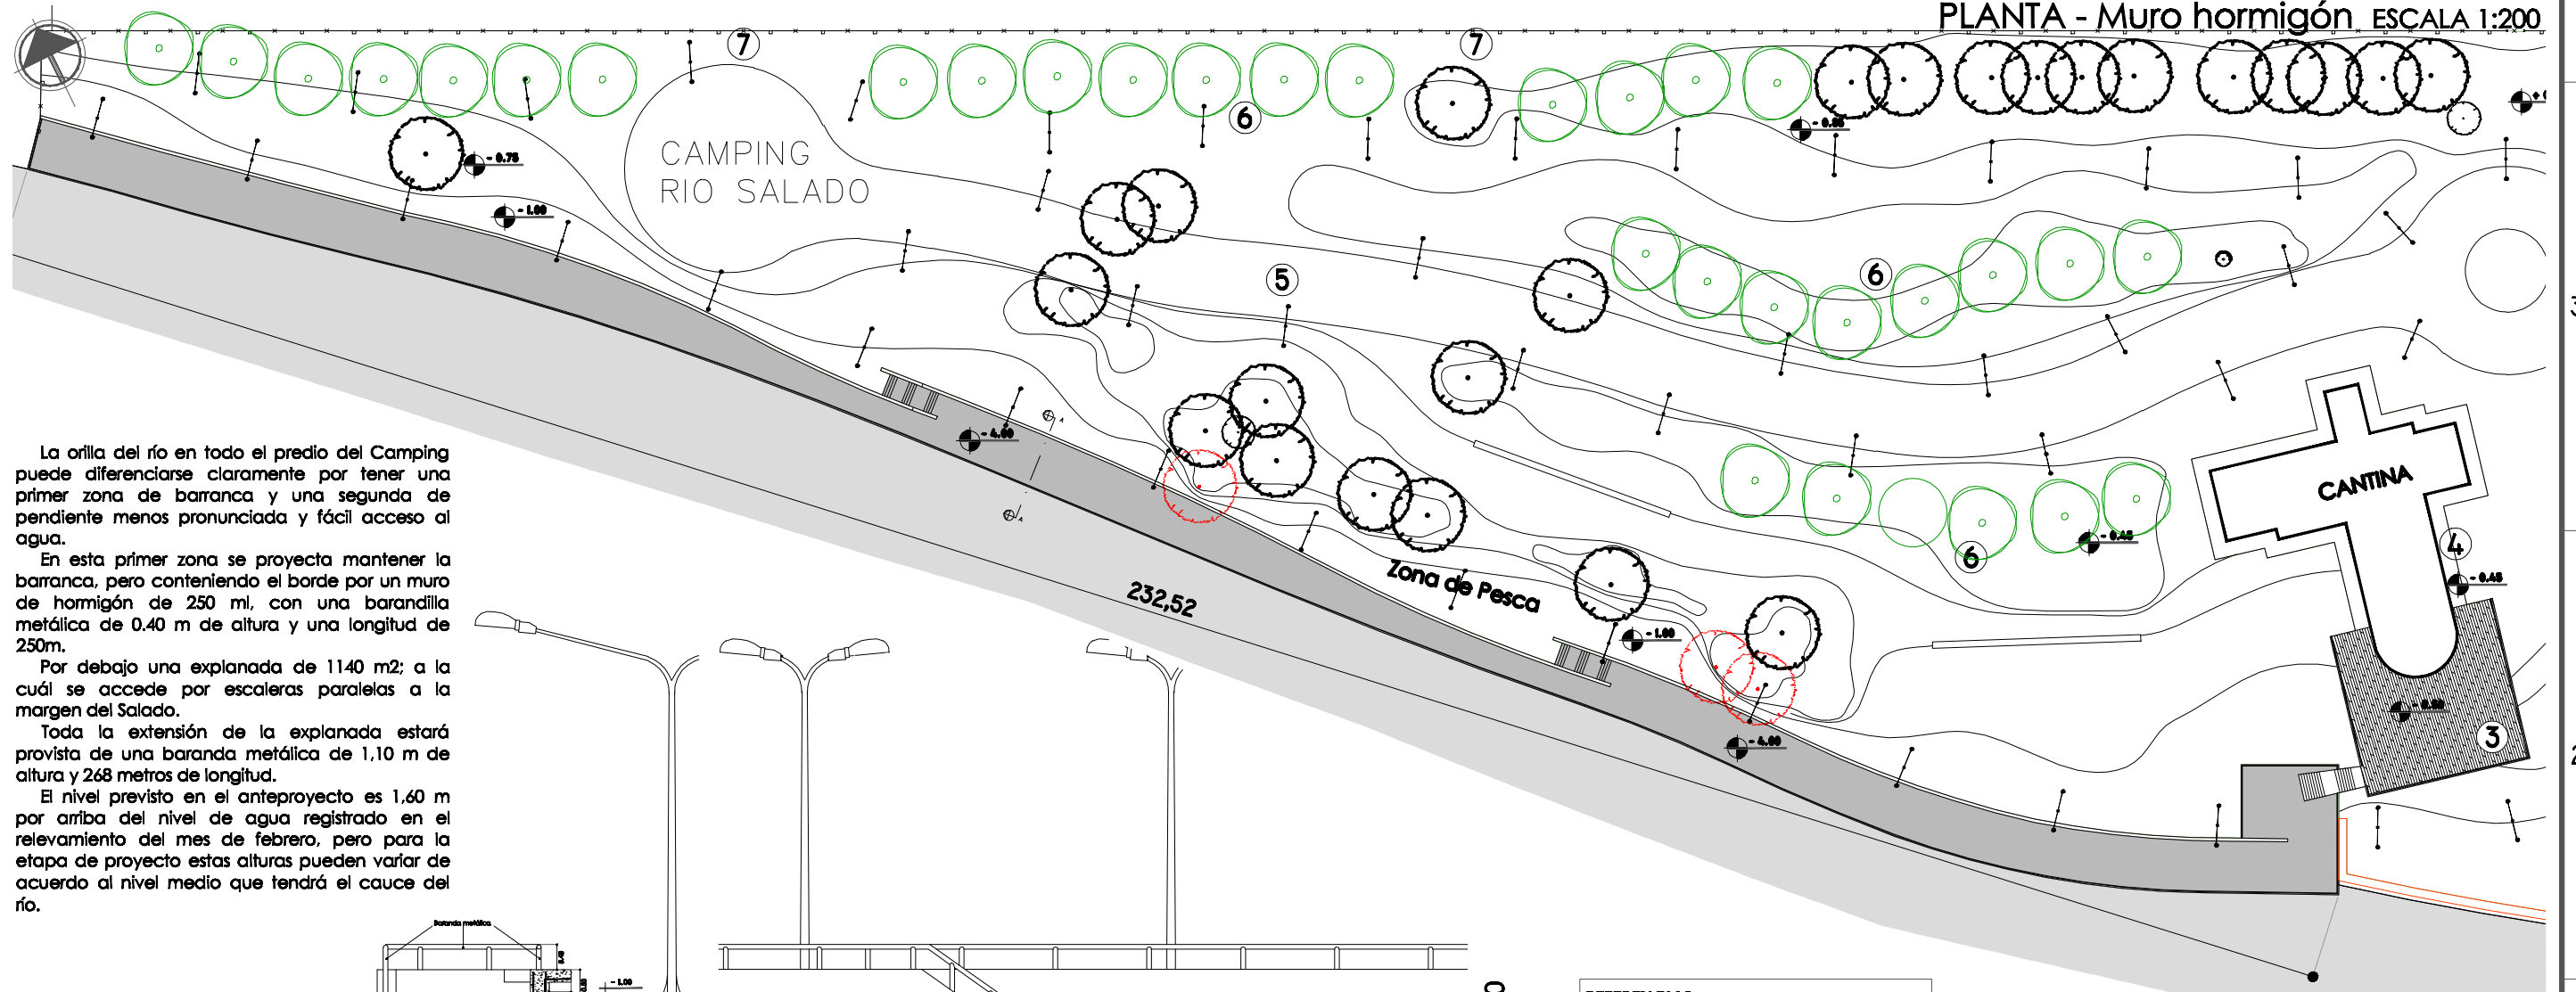 PLANTA - Muro hormigón ESCALA 1:200
7
7
6
CAMPING
RIO SALADO
- 0.75
- 1.00
5
6
- 4.00
CANTINA
6
4
- 0.45
Zona de Pesca
232,52
- 1.00
- 4.00
3
La orilla del río en todo el predio del Camping
puede diferenciarse claramente por tener una
primer zona de barranca y una segunda de
pendiente menos pronunciada y fácil acceso al
agua.
En esta primer zona se proyecta mantener la
barranca, pero conteniendo el borde por un muro
de hormigón de 250 ml, con una barandilla
metálica de 0.40 m de altura y una longitud de
250m.
Por debajo una explanada de 1140 m2; a la
cuál se accede por escaleras paralelas a la
margen del Salado.
Toda la extensión de la explanada estará
provista de una baranda metálica de 1,10 m de
altura y 268 metros de longitud.
El nivel previsto en el anteproyecto es 1,60 m
por arriba del nivel de agua registrado en el
relevamiento del mes de febrero, pero para la
etapa de proyecto estas alturas pueden variar de
acuerdo al nivel medio que tendrá el cauce del
río.
Baranda metálica
- 1.00